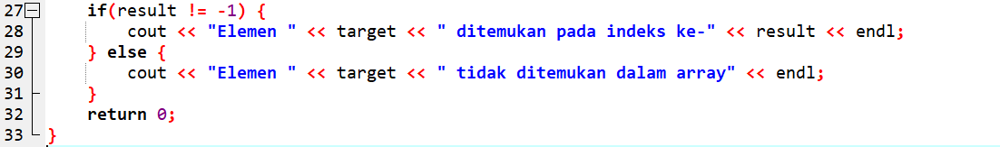 27 if(result != -1) {
28 cout << "Elemen " << target << " ditemukan pada indeks ke-" << result << endl;
29 } else {
30 cout << "Elemen " << target << " tidak ditemukan dalam array" << endl;
31 }
32 return 0;
33 }